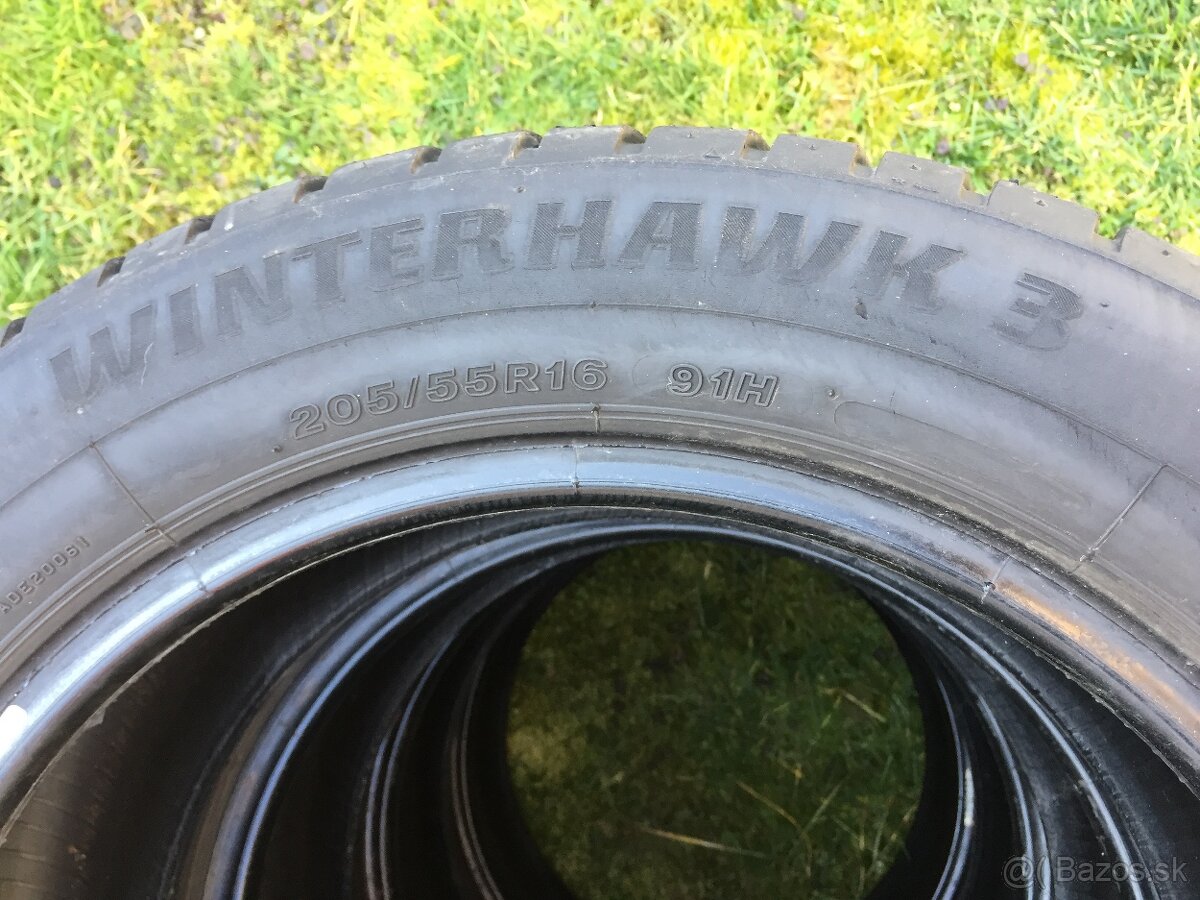 WINTERHAWK 3
205/55R16 91H
@( Bazos.sk